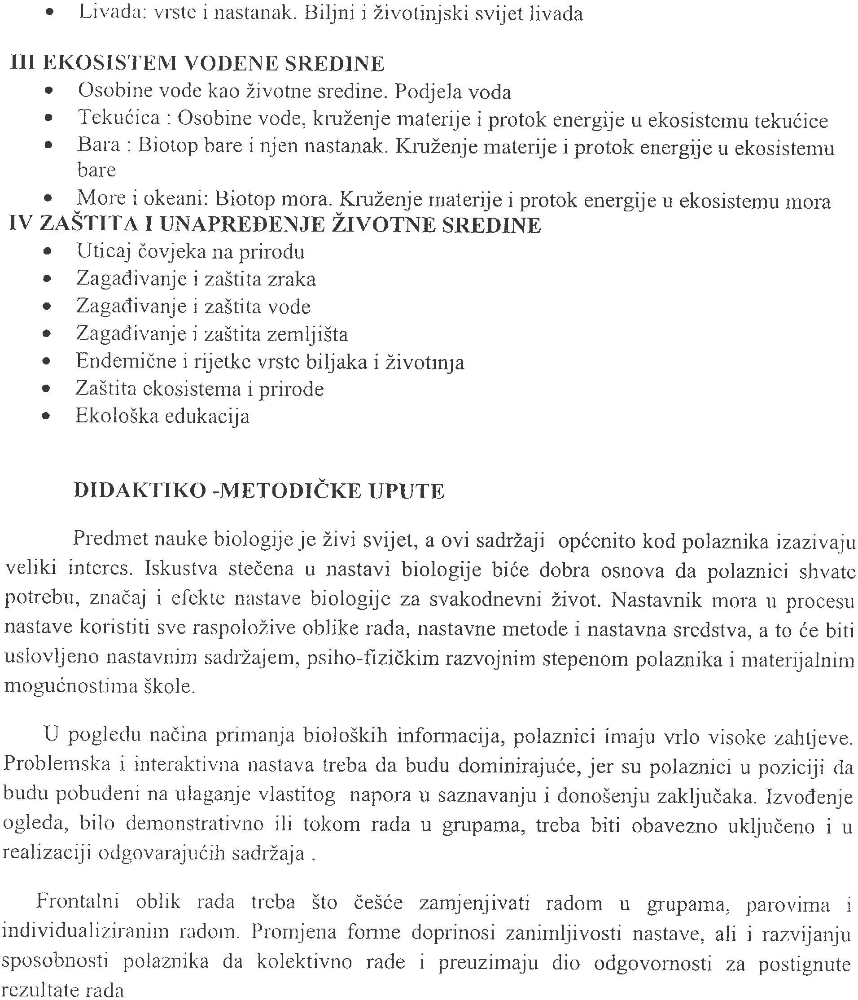 • Livada: vrste i nastanak. Biljni i životinjski svijet livada
III EKOSISTEM VODENE SREDINE
• Osobine vode kao životne sredine. Podjela voda
• Tekućica : Osobine vode, kruženje materije i protok energije u ekosistemu tekućice
• Bara : Biotop bare i njen nastanak. Kruženje materije i protok energije u ekosistemu
bare
• More i okeani: Biotop mora. Kruženje materije i protok energije u ekosistemu mora
IV ZAŠTITA I UNAPREĐENJE ŽIVOTNE SREDINE
• Uticaj čovjeka na prirodu
• Zagađivanje i zaštita zraka
• Zagađivanje i zaštita vode
• Zagađivanje i zaštita zemljišta
• Endemične i rijetke vrste biljaka i životinja
• Zaštita ekosistema i prirode
• Ekološka edukacija
DIDAKTIKO -METODIČKE UPUTE
Predmet nauke biologije je živi svijet, a ovi sadržaji općenito kod polaznika izazivaju
veliki interes. Iskustva stečena u nastavi biologije biće dobra osnova da polaznici shvate
potrebu, značaj i efekte nastave biologije za svakodnevni život. Nastavnik mora u procesu
nastave koristiti sve raspoložive oblike rada, nastavne metode i nastavna sredstva, a to će biti
uslovljeno nastavnim sadržajem, psiho-fizičkim razvojnim stepenom polaznika i materijalnim
mogućnostima škole.
U pogledu načina primanja bioloških informacija, polaznici imaju vrlo visoke zahtjeve.
Problemska i interaktivna nastava treba da budu dominirajuće, jer su polaznici u poziciji da
budu pobuđeni na ulaganje vlastitog napora u saznavanju i donošenju zaključaka. Izvođenje
ogleda, bilo demonstrativno ili tokom rada u grupama, treba biti obavezno uključeno i u
realizaciji odgovarajućih sadržaja .
Frontalni oblik rada treba što češće zamjenjivati radom u grupama, parovima i
individualiziranim radom. Promjena forme doprinosi zanimljivosti nastave, ali i razvijanju
sposobnosti polaznika da kolektivno rade i preuzimaju dio odgovornosti za postignute
rezultate rada